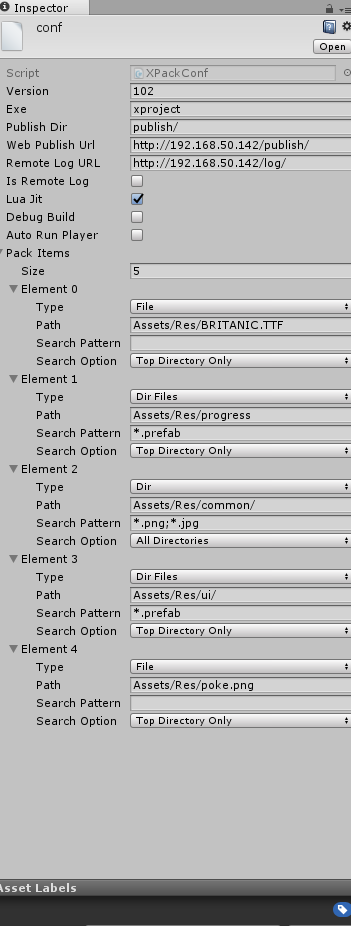 Inspector
conf
Open
Script XPackConf
Version 102
Exe xproject
Publish Dir publish/
Web Publish Url http://192.168.50.142/publish/
Remote Log URL http://192.168.50.142/log/
Is Remote Log
Lua Jit
Debug Build
Auto Run Player
Pack Items
Size 5
Element 0
Type File
Path Assets/Res/BRITANIC.TTF
Search Pattern
Search Option Top Directory Only
Element 1
Type Dir Files
Path Assets/Res/progress
Search Pattern *.prefab
Search Option Top Directory Only
Element 2
Type Dir
Path Assets/Res/common/
Search Pattern *.png;*.jpg
Search Option All Directories
Element 3
Type Dir Files
Path Assets/Res/ui/
Search Pattern *.prefab
Search Option Top Directory Only
Element 4
Type File
Path Assets/Res/poke.png
Search Pattern
Search Option Top Directory Only
Asset Labels